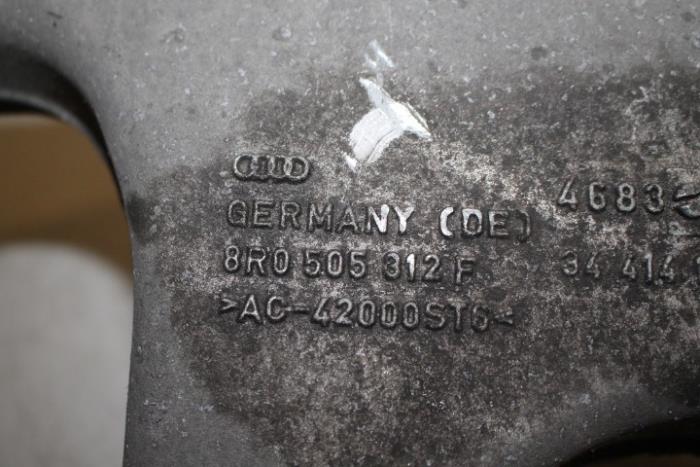 GERMANY (DE) 4683
8R0 505 312 F 34 414
>AC-42000ST6<